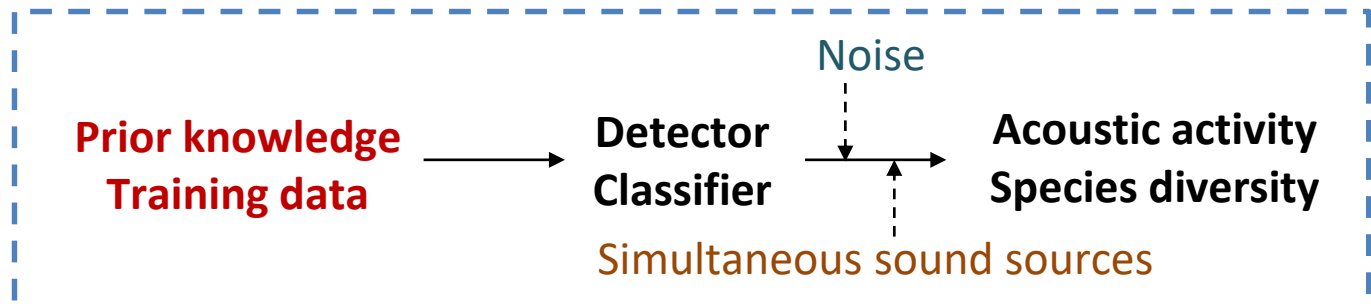 Noise
Prior knowledge
Training data
Detector
Classifier
Acoustic activity
Species diversity
Simultaneous sound sources